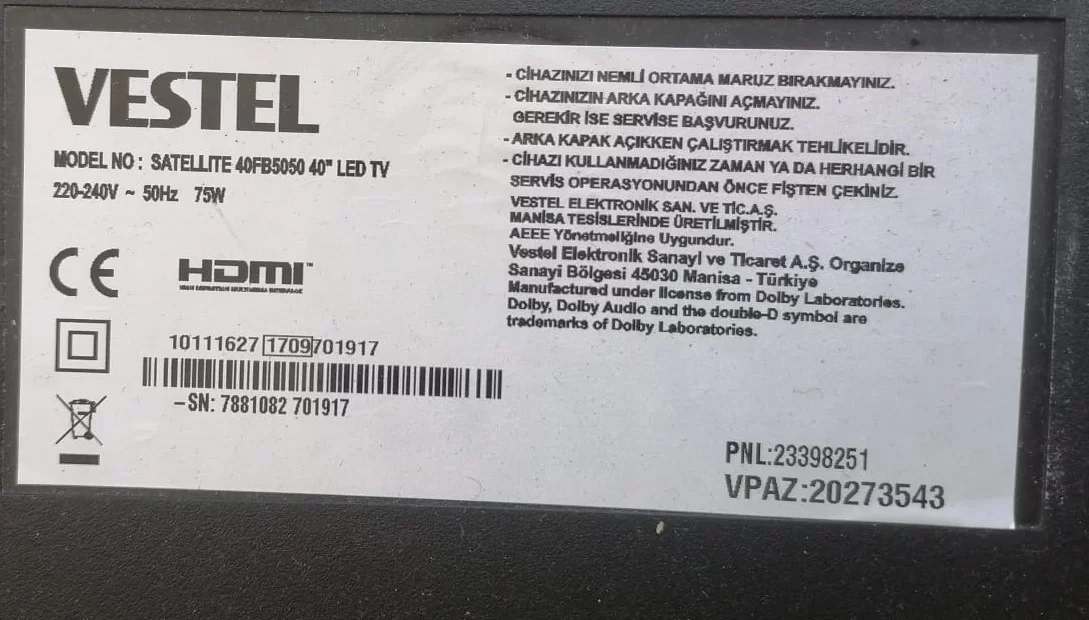 VESTEL
MODEL NO : SATELLITE 40FB5050 40" LED TV
220-240V ~ 50Hz 75W
CE
HDMI™
HIGH DEFINITION MULTIMEDIA INTERFACE
10111627 1709 701917
-SN: 7881082 701917
- CİHAZINIZI NEMLİ ORTAMA MARUZ BIRAKMAYINIZ.
- CİHAZINIZIN ARKA KAPAĞINI AÇMAYINIZ.
GEREKİR İSE SERVİSE BAŞVURUNUZ.
- ARKA KAPAK AÇIKKEN ÇALIŞTIRMAK TEHLİKELİDİR.
- CİHAZI KULLANMADIĞINIZ ZAMAN YA DA HERHANGİ BİR
SERVİS OPERASYONUNDAN ÖNCE FİŞTEN ÇEKİNİZ.
VESTEL ELEKTRONİK SAN. VE TİC.A.Ş.
MANİSA TESİSLERİNDE ÜRETİLMİŞTİR.
AEEE Yönetmeliğine Uygundur.
Vestel Elektronik Sanayi ve Ticaret A.Ş. Organize
Sanayi Bölgesi 45030 Manisa - Türkiye
Manufactured under license from Dolby Laboratories.
Dolby, Dolby Audio and the double-D symbol are
trademarks of Dolby Laboratories.
PNL:23398251
VPAZ:20273543